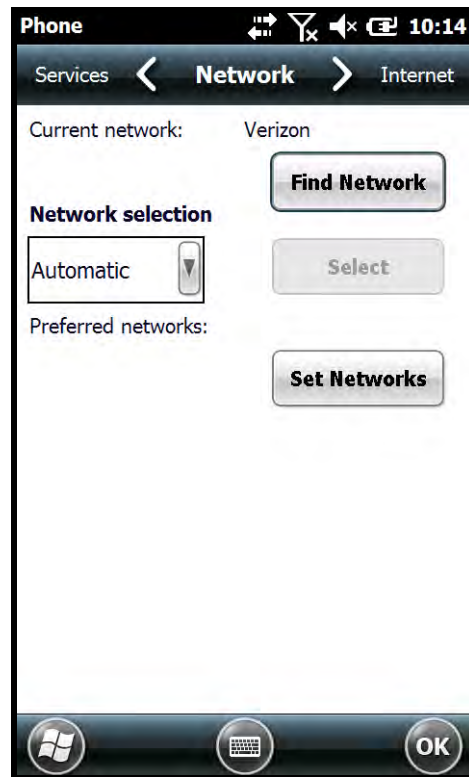 Phone 10:14
Services Network Internet
Current network: Verizon
Find Network
Network selection
Automatic Select
Preferred networks:
Set Networks
OK